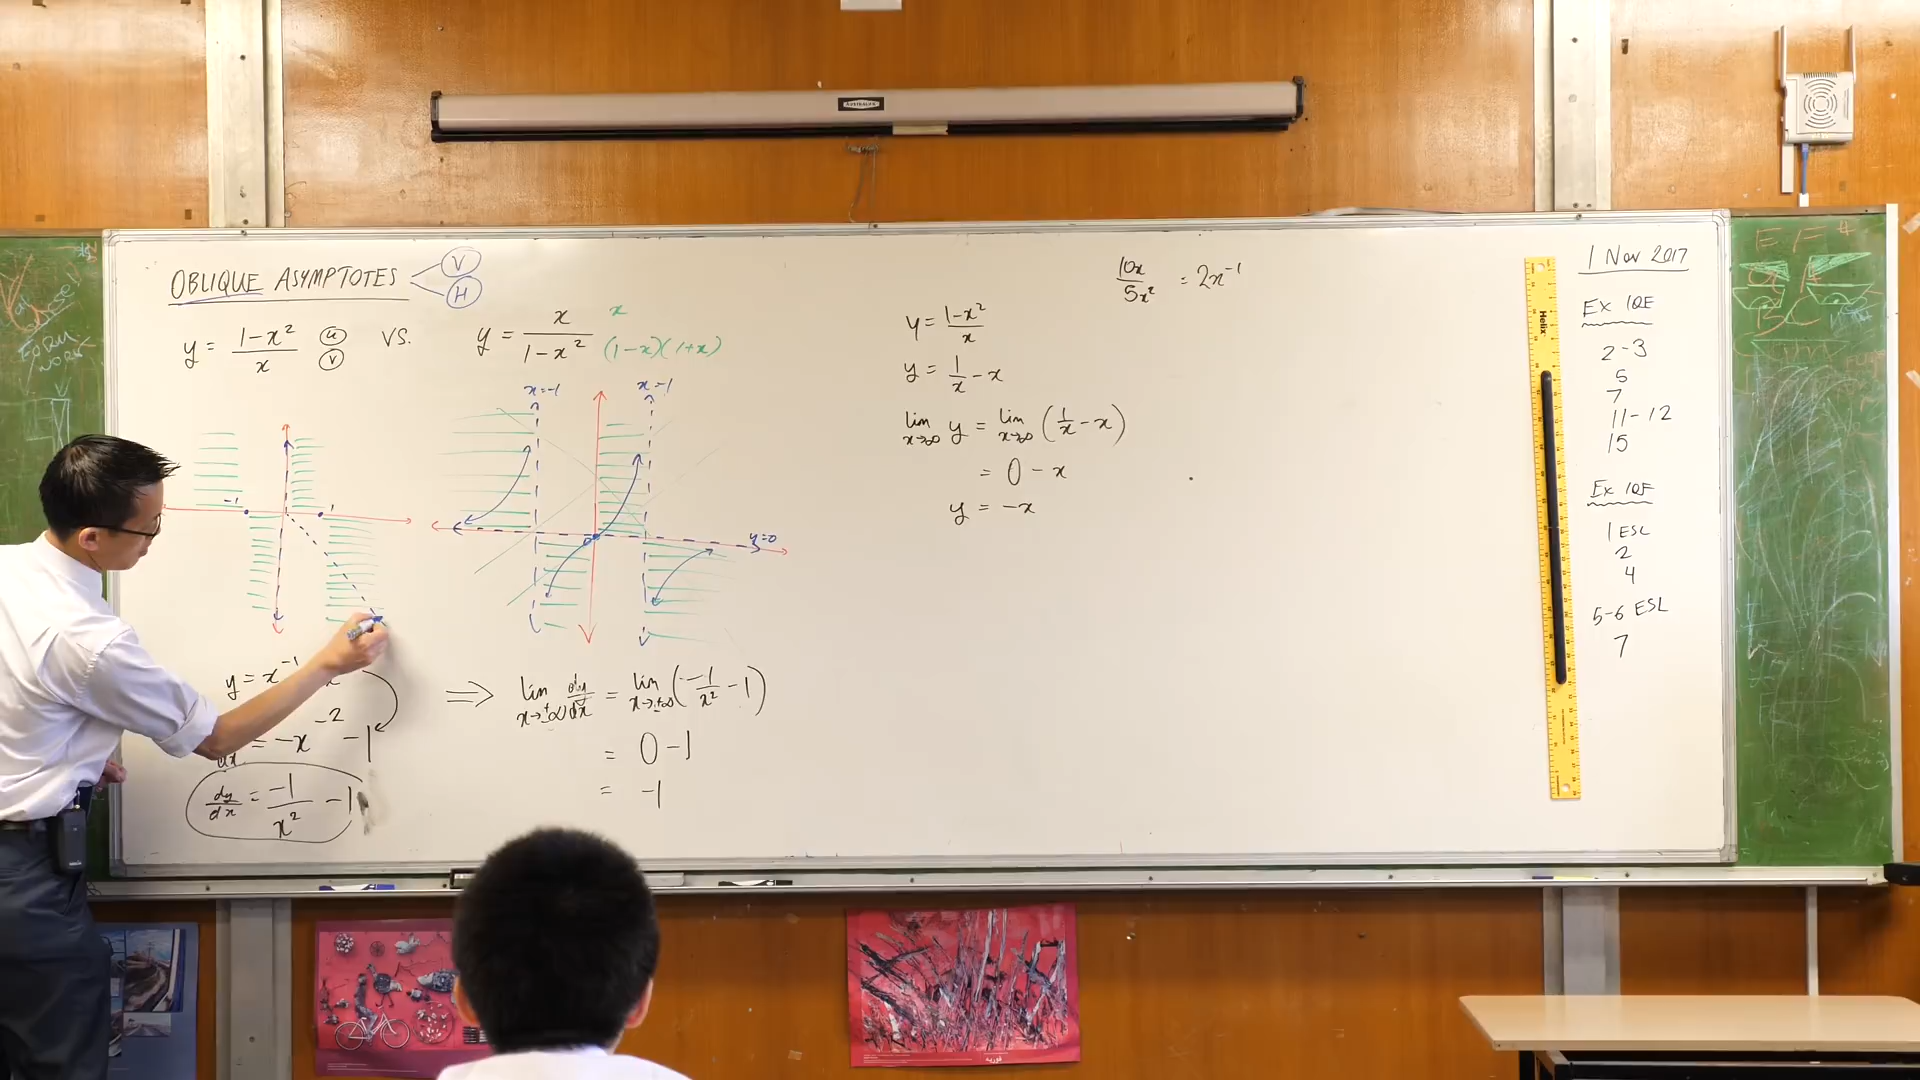 OBLIQUE ASYMPTOTES
V
H
y = 1-x² / x
u
v
VS.
y = x / 1-x²
x
(1-x)(1+x)
-1
1
x=-1
x=1
y=0
y = x⁻¹
= -x⁻² -1
dy/dx = -1/x² -1
⇒ lim x→±∞ dy/dx = lim x→±∞ (-1/x² -1)
= 0-1
= -1
10x/5x² = 2x⁻¹
y = 1-x² / x
y = 1/x - x
lim x→∞ y = lim x→∞ (1/x - x)
= 0 - x
y = -x
Helix
1 Nov 2017
Ex 10E
2-3
5
7
11-12
15
Ex 10F
1 ESL
2
4
5-6 ESL
7
FORM
WORK